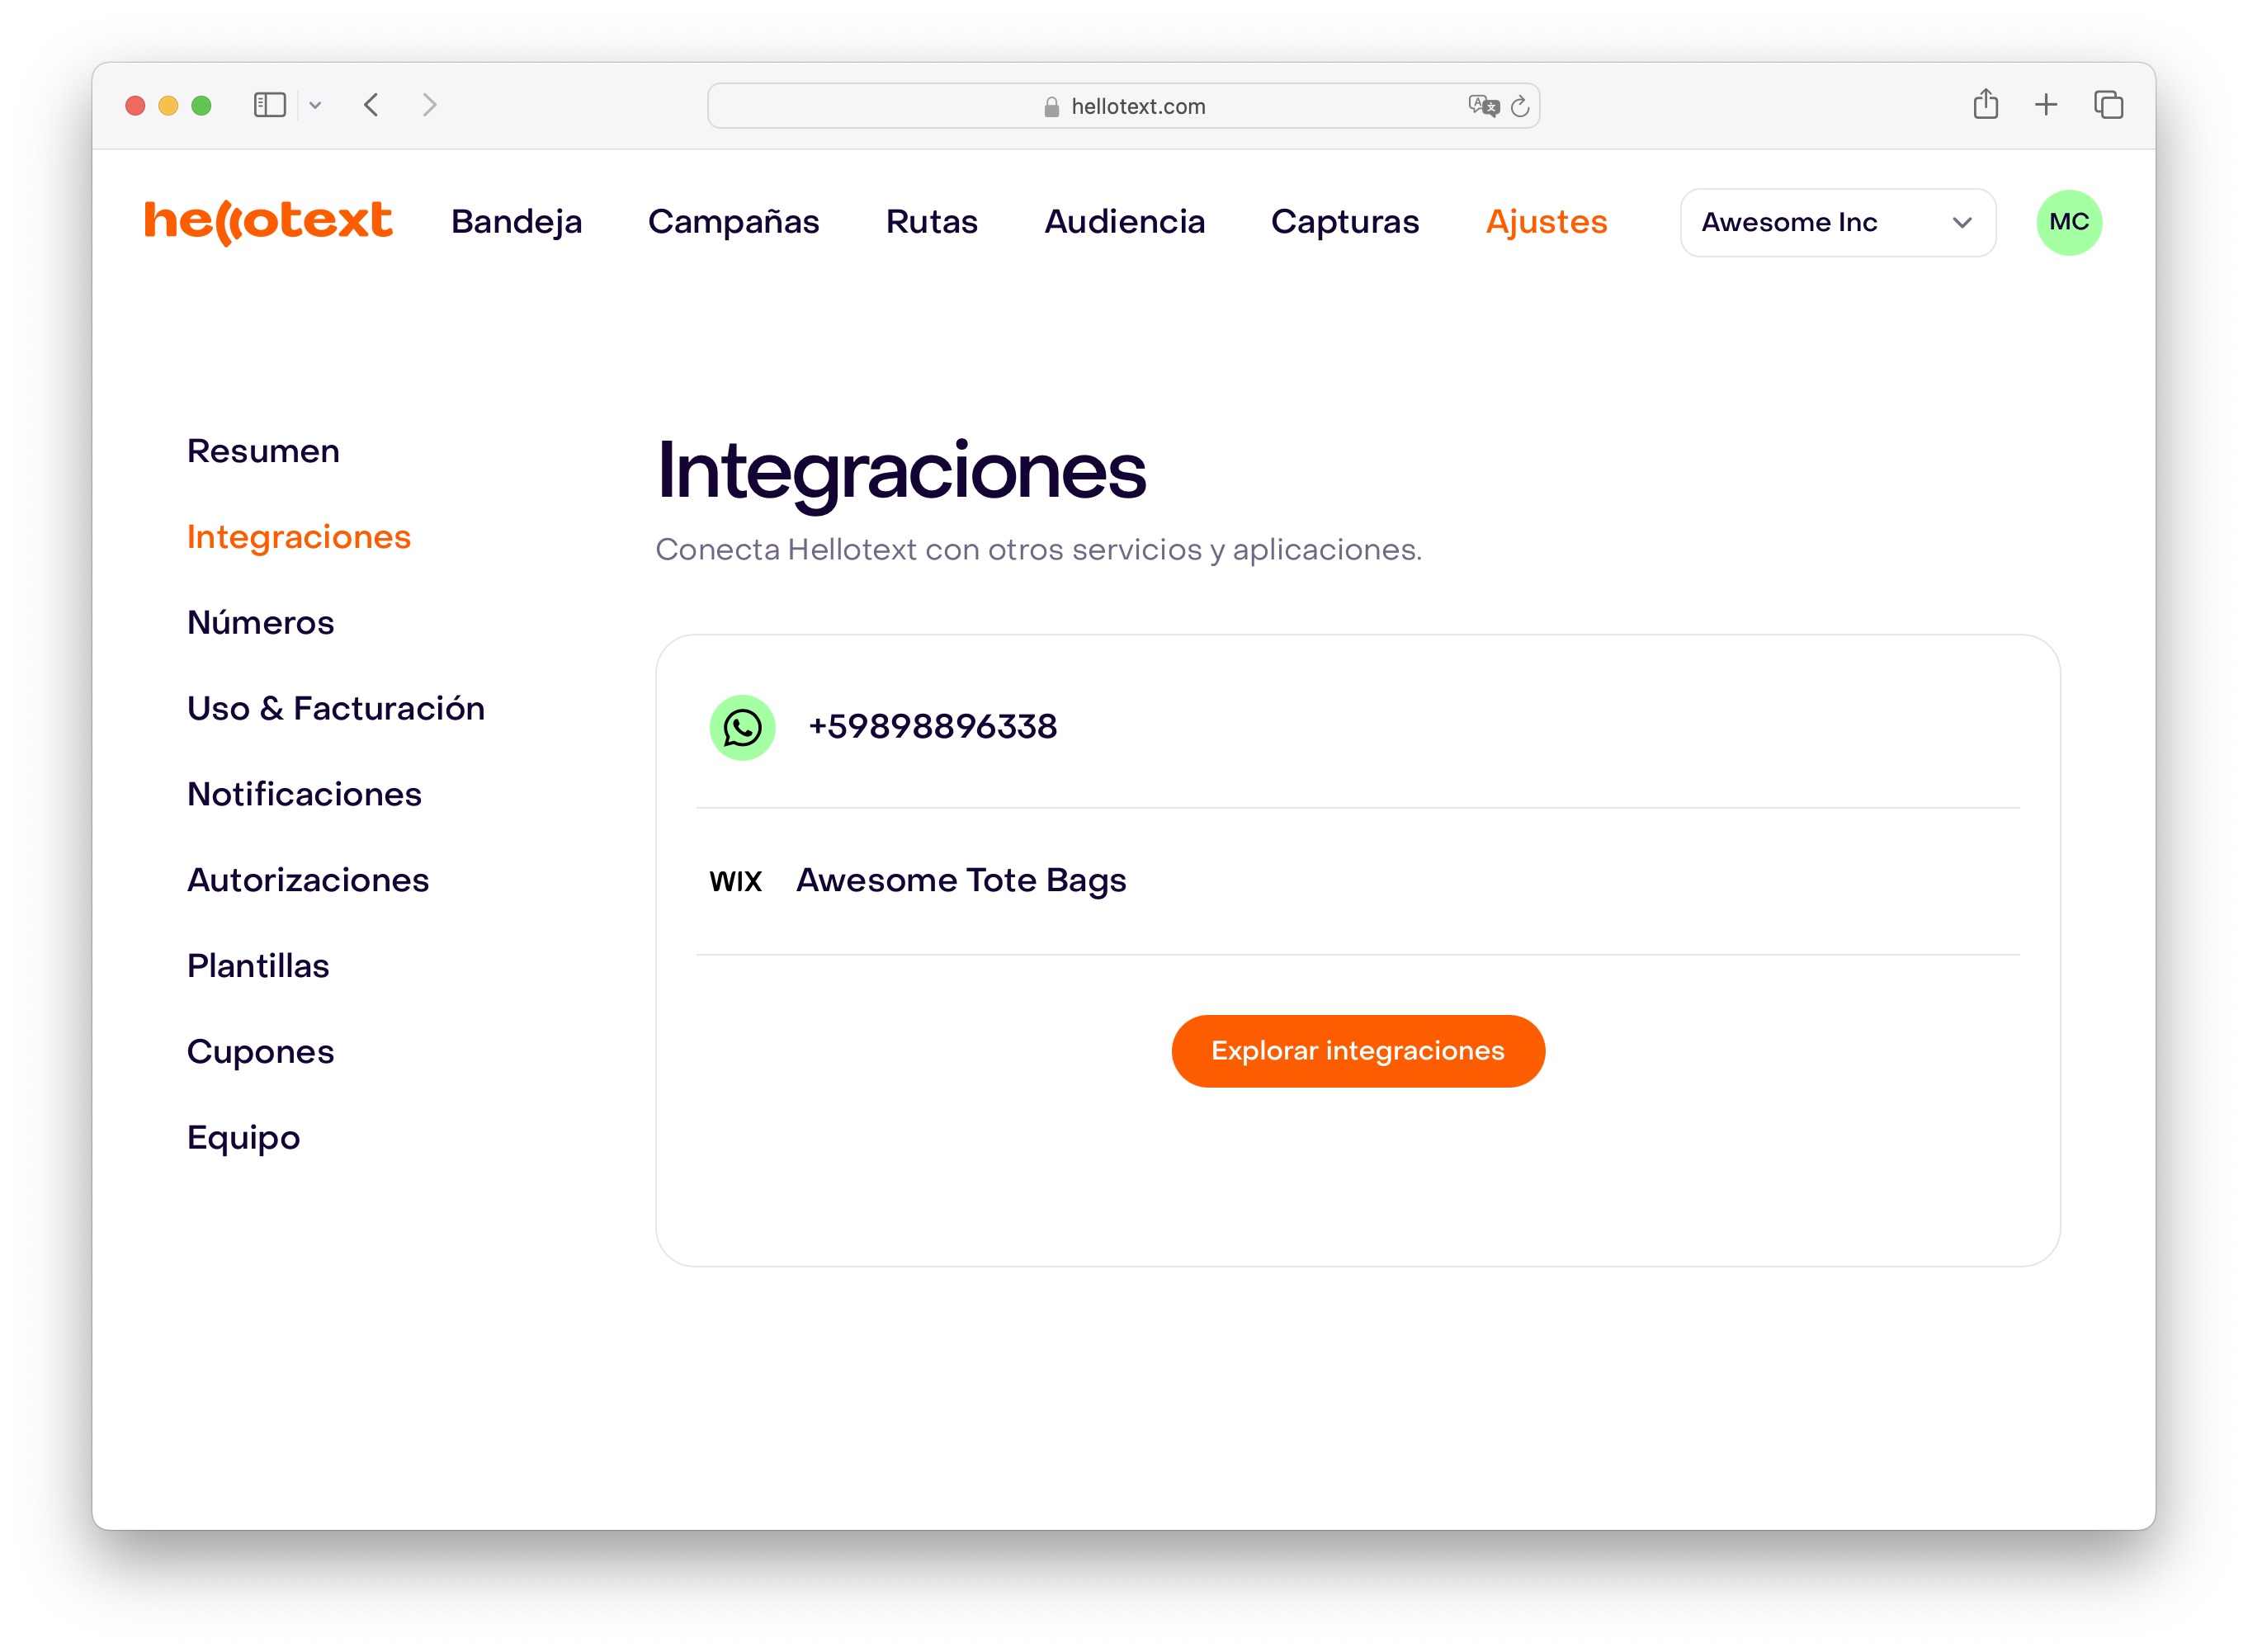 hellotext.com
hellotext
Bandeja
Campañas
Rutas
Audiencia
Capturas
Ajustes
Awesome Inc
MC
Resumen
Integraciones
Números
Uso & Facturación
Notificaciones
Autorizaciones
Plantillas
Cupones
Equipo
Integraciones
Conecta Hellotext con otros servicios y aplicaciones.
+59898896338
WIX
Awesome Tote Bags
Explorar integraciones